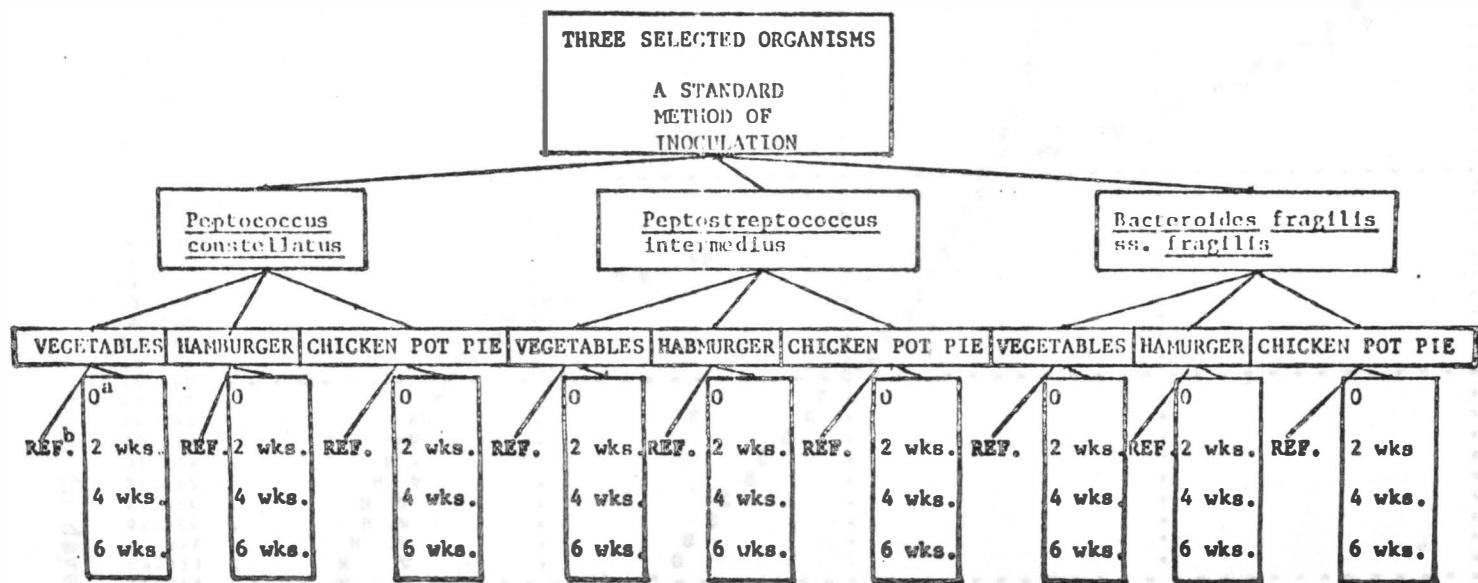 THREE SELECTED ORGANISMS
A STANDARD
METHOD OF
INOCULATION
Peptococcus
constellatus
Peptostreptococcus
intermedius
Bacteroides fragilis
ss. fragilis
VEGETABLES HAMBURGER CHICKEN POT PIE VEGETABLES HABMURGER CHICKEN POT PIE VEGETABLES HAMURGER CHICKEN POT PIE
0a 0 0 0 0 0 0 0 0
REF.b 2 wks. REF. 2 wks. REF. 2 wks. REF. 2 wks. REF. 2 wks. REF. 2 wks. REF. 2 wks. REF. 2 wks. REF. 2 wks
4 wks. 4 wks. 4 wks. 4 wks. 4 wks. 4 wks. 4 wks. 4 wks. 4 wks.
6 wks. 6 wks. 6 wks. 6 wks. 6 wks. 6 wks. 6 wks. 6 wks. 6 wks.